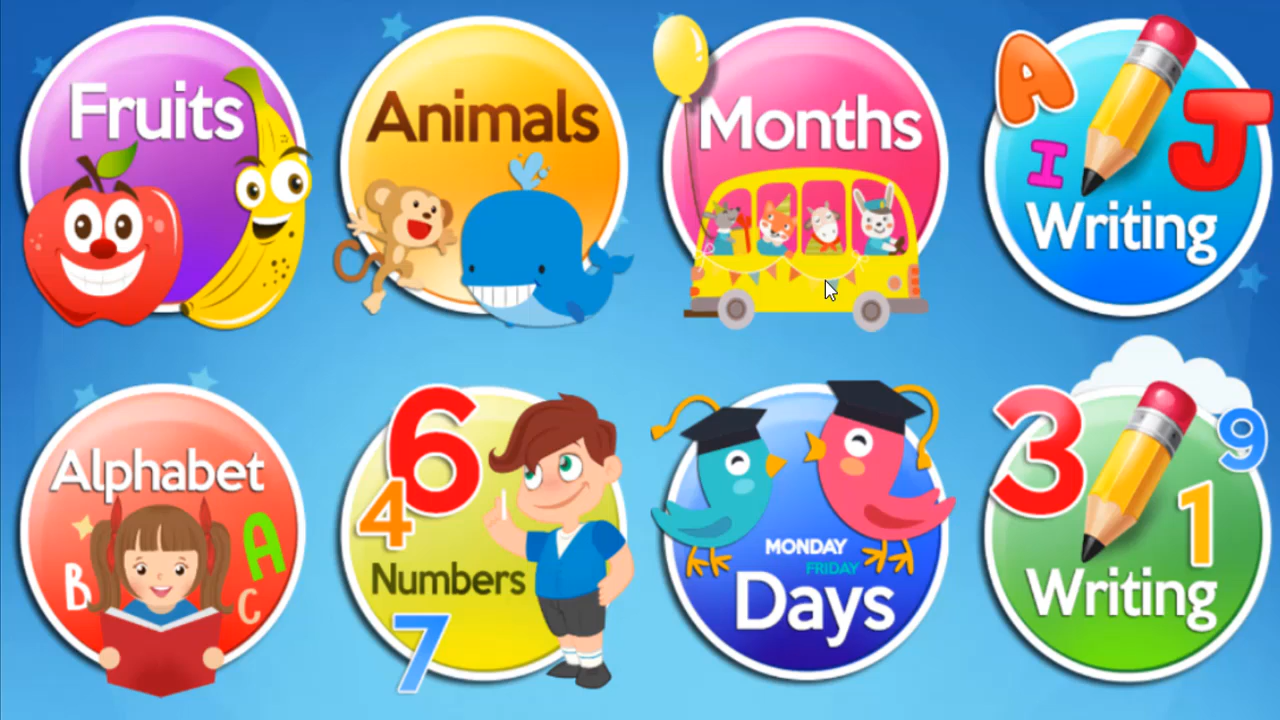 Fruits
Animals
Months
A
I
J
Writing
Alphabet
A
B
C
6
4
Numbers
7
MONDAY
FRIDAY
Days
3
9
1
Writing